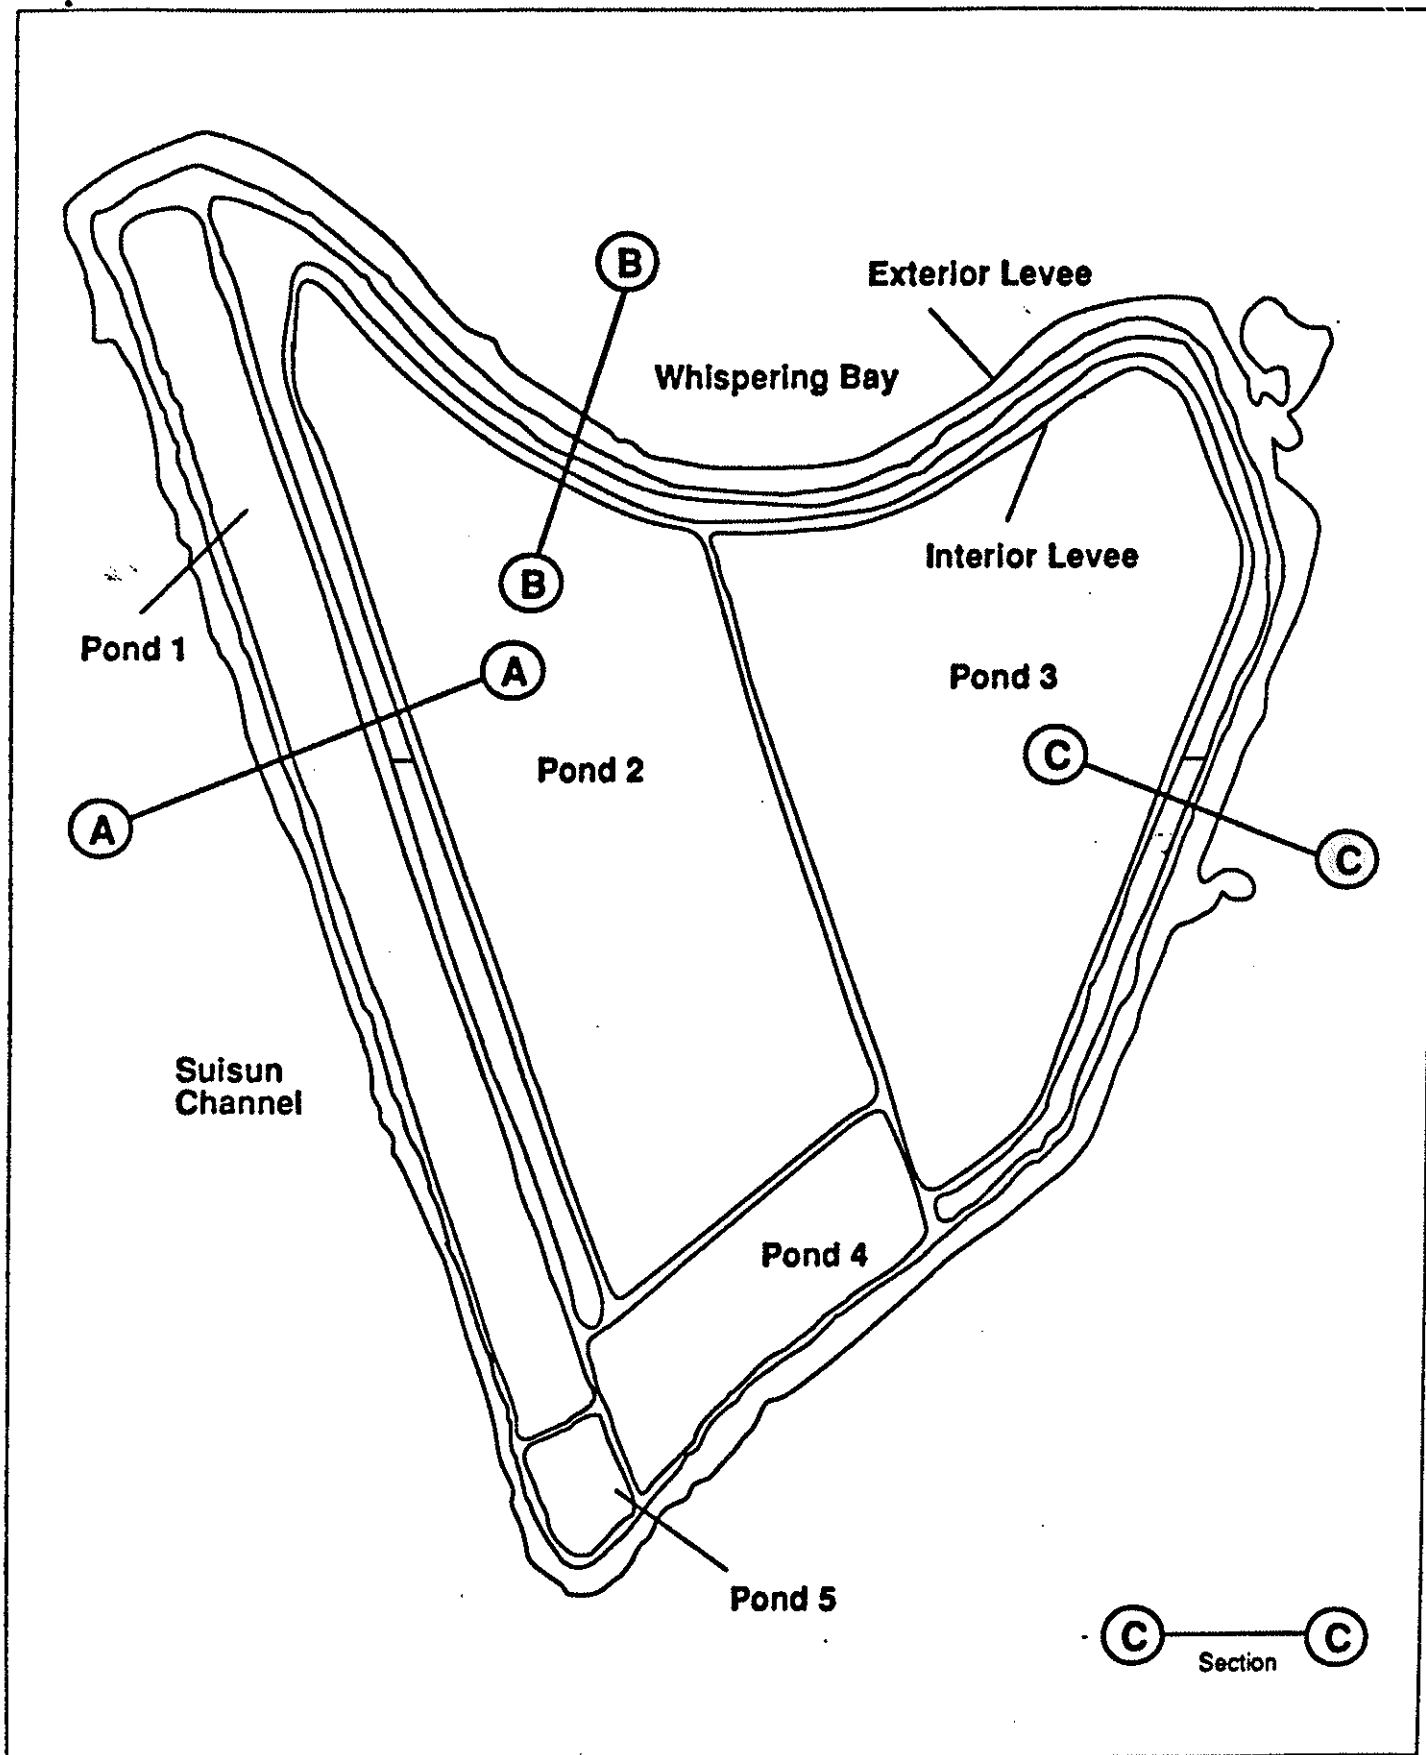 B
Exterior Levee
Whispering Bay
Interior Levee
B
Pond 1
A
Pond 3
C
Pond 2
A
C
Suisun
Channel
Pond 4
Pond 5
C C
Section